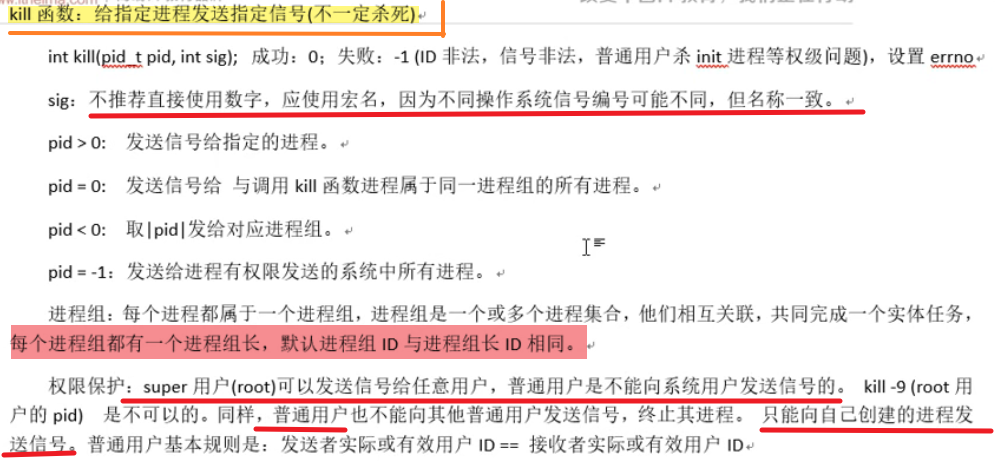 kill 函数：给指定进程发送指定信号(不一定杀死)
int kill(pid_t pid, int sig);  成功：0；失败：-1 (ID 非法，信号非法，普通用户杀 init 进程等权级问题)，设置 errno
sig：不推荐直接使用数字，应使用宏名，因为不同操作系统信号编号可能不同，但名称一致。
pid > 0:  发送信号给指定的进程。
pid = 0:  发送信号给 与调用 kill 函数进程属于同一进程组的所有进程。
pid < 0:  取|pid|发给对应进程组。
pid = -1：发送给进程有权限发送的系统中所有进程。
进程组：每个进程都属于一个进程组，进程组是一个或多个进程集合，他们相互关联，共同完成一个实体任务，
每个进程组都有一个进程组长，默认进程组 ID 与进程组长 ID 相同。
权限保护：super 用户(root)可以发送信号给任意用户，普通用户是不能向系统用户发送信号的。 kill -9 (root 用
户的 pid)  是不可以的。同样，普通用户也不能向其他普通用户发送信号，终止其进程。 只能向自己创建的进程发
送信号。普通用户基本规则是：发送者实际或有效用户 ID == 接收者实际或有效用户 ID